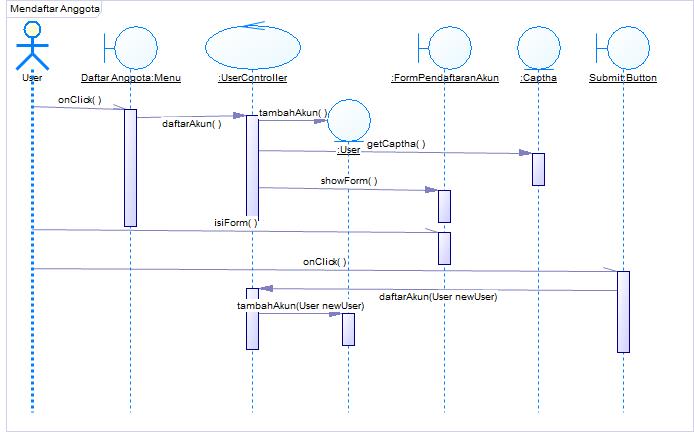 Mendaftar Anggota
User
Daftar Anggota:Menu
:UserController
:FormPendaftaranAkun
:Captha
Submit:Button
onClick( )
daftarAkun( )
tambahAkun( )
:User
getCaptha( )
showForm( )
isiForm( )
onClick( )
daftarAkun(User newUser)
tambahAkun(User newUser)